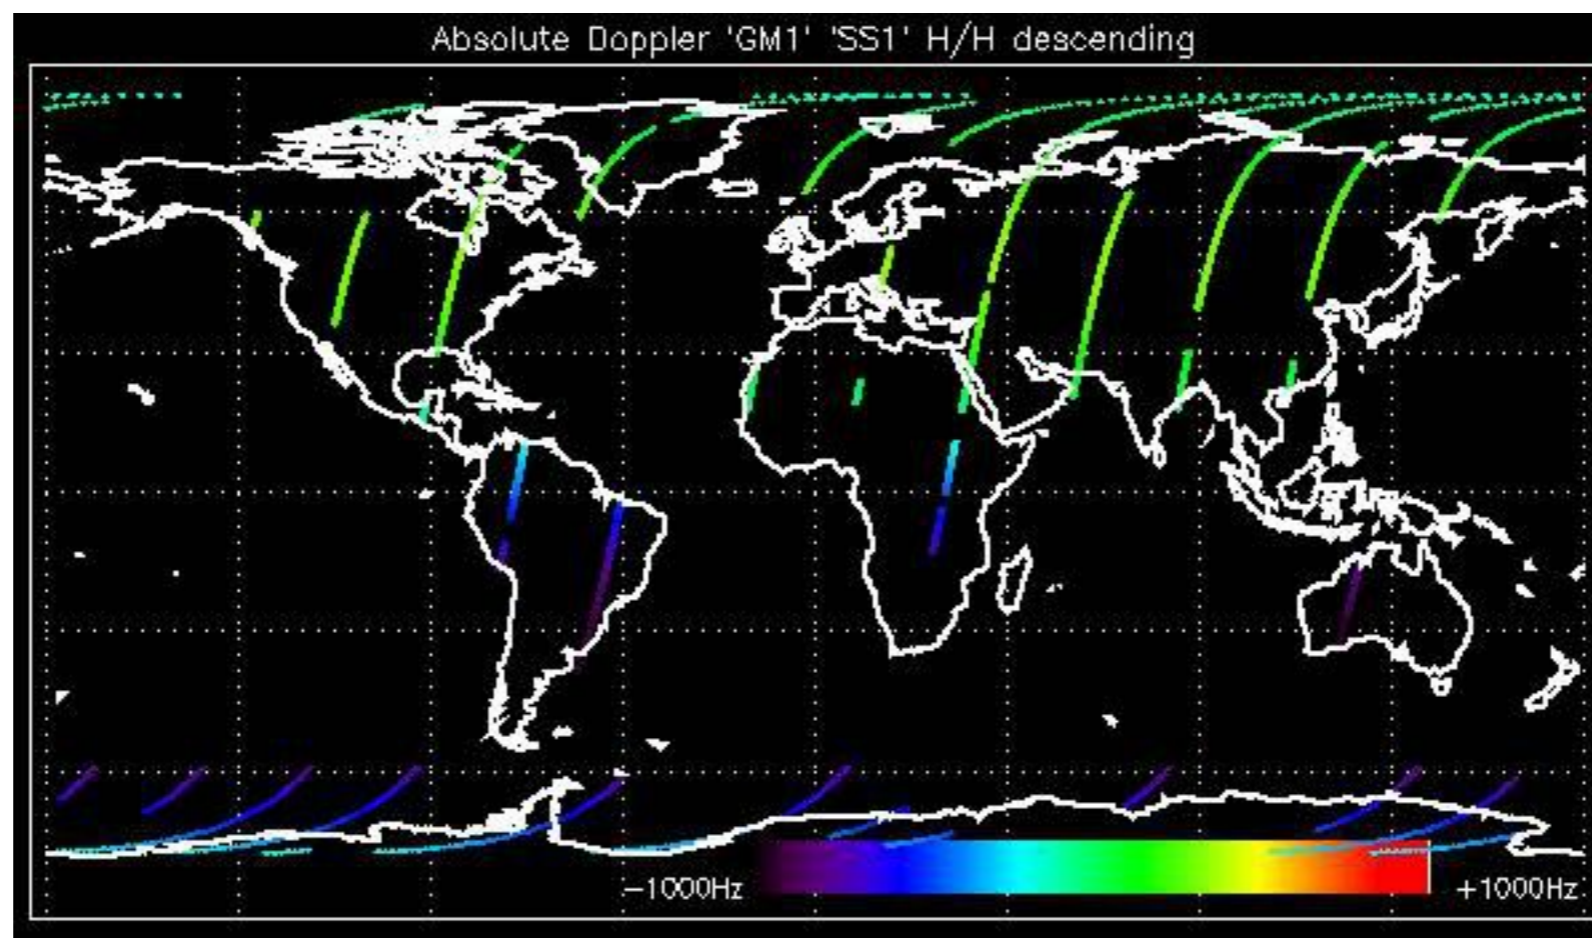 Absolute Doppler 'GM1' 'SS1' H/H descending
-1000Hz
+1000Hz